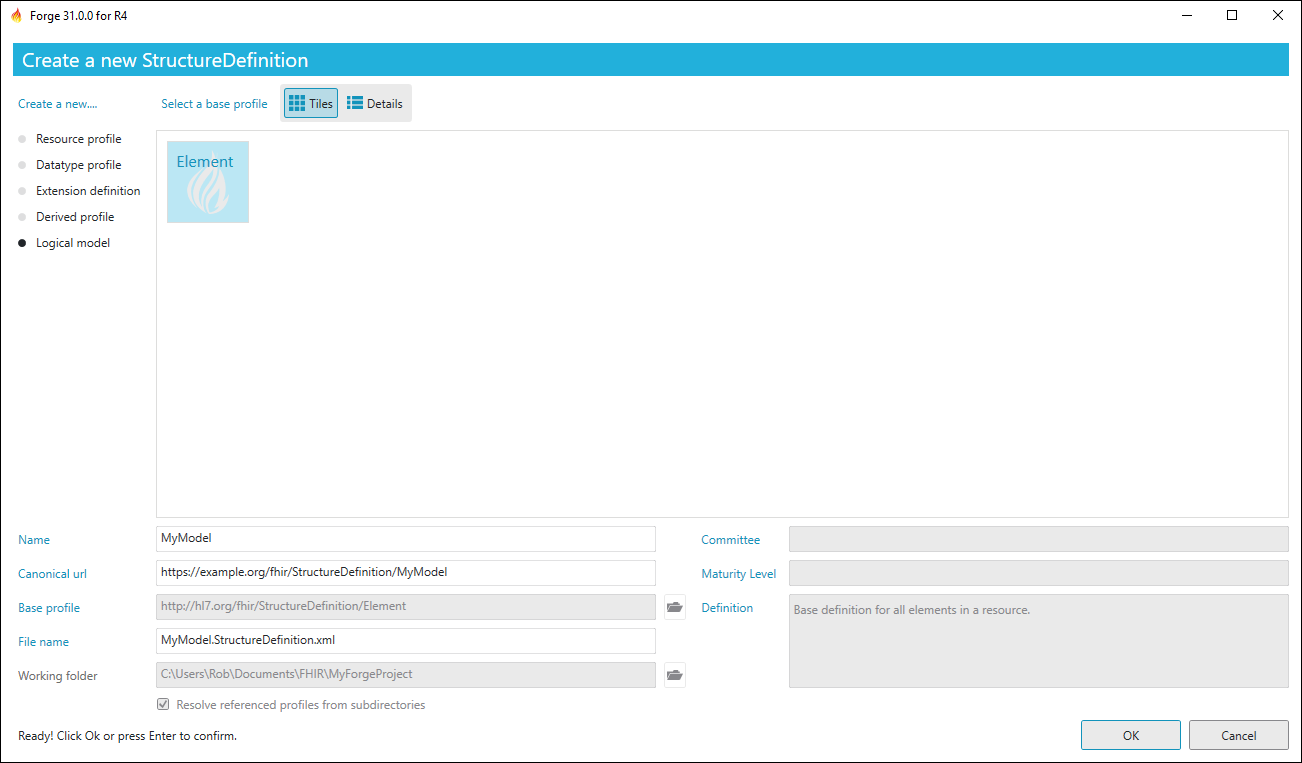 Forge 31.0.0 for R4
Create a new StructureDefinition
Create a new....
Select a base profile
Tiles
Details
Resource profile
Datatype profile
Extension definition
Derived profile
Logical model
Element
Name
MyModel
Committee
Canonical url
https://example.org/fhir/StructureDefinition/MyModel
Maturity Level
Base profile
http://hl7.org/fhir/StructureDefinition/Element
Definition
Base definition for all elements in a resource.
File name
MyModel.StructureDefinition.xml
Working folder
C:\Users\Rob\Documents\FHIR\MyForgeProject
Resolve referenced profiles from subdirectories
Ready! Click Ok or press Enter to confirm.
OK
Cancel